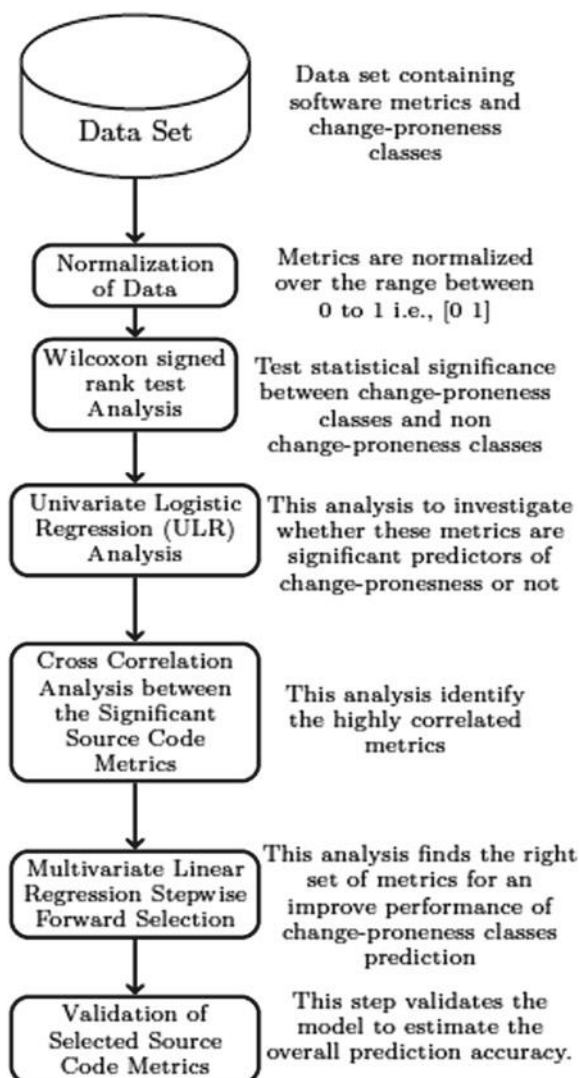 Data Set
Data set containing
software metrics and
change-proneness
classes
Normalization
of Data
Metrics are normalized
over the range between
0 to 1 i.e., [0 1]
Wilcoxon signed
rank test
Analysis
Test statistical significance
between change-proneness
classes and non
change-proneness classes
Univariate Logistic
Regression (ULR)
Analysis
This analysis to investigate
whether these metrics are
significant predictors of
change-pronesness or not
Cross Correlation
Analysis between
the Significant
Source Code
Metrics
This analysis identify
the highly correlated
metrics
Multivariate Linear
Regression Stepwise
Forward Selection
This analysis finds the right
set of metrics for an
improve performance of
change-proneness classes
prediction
Validation of
Selected Source
Code Metrics
This step validates the
model to estimate the
overall prediction accuracy.